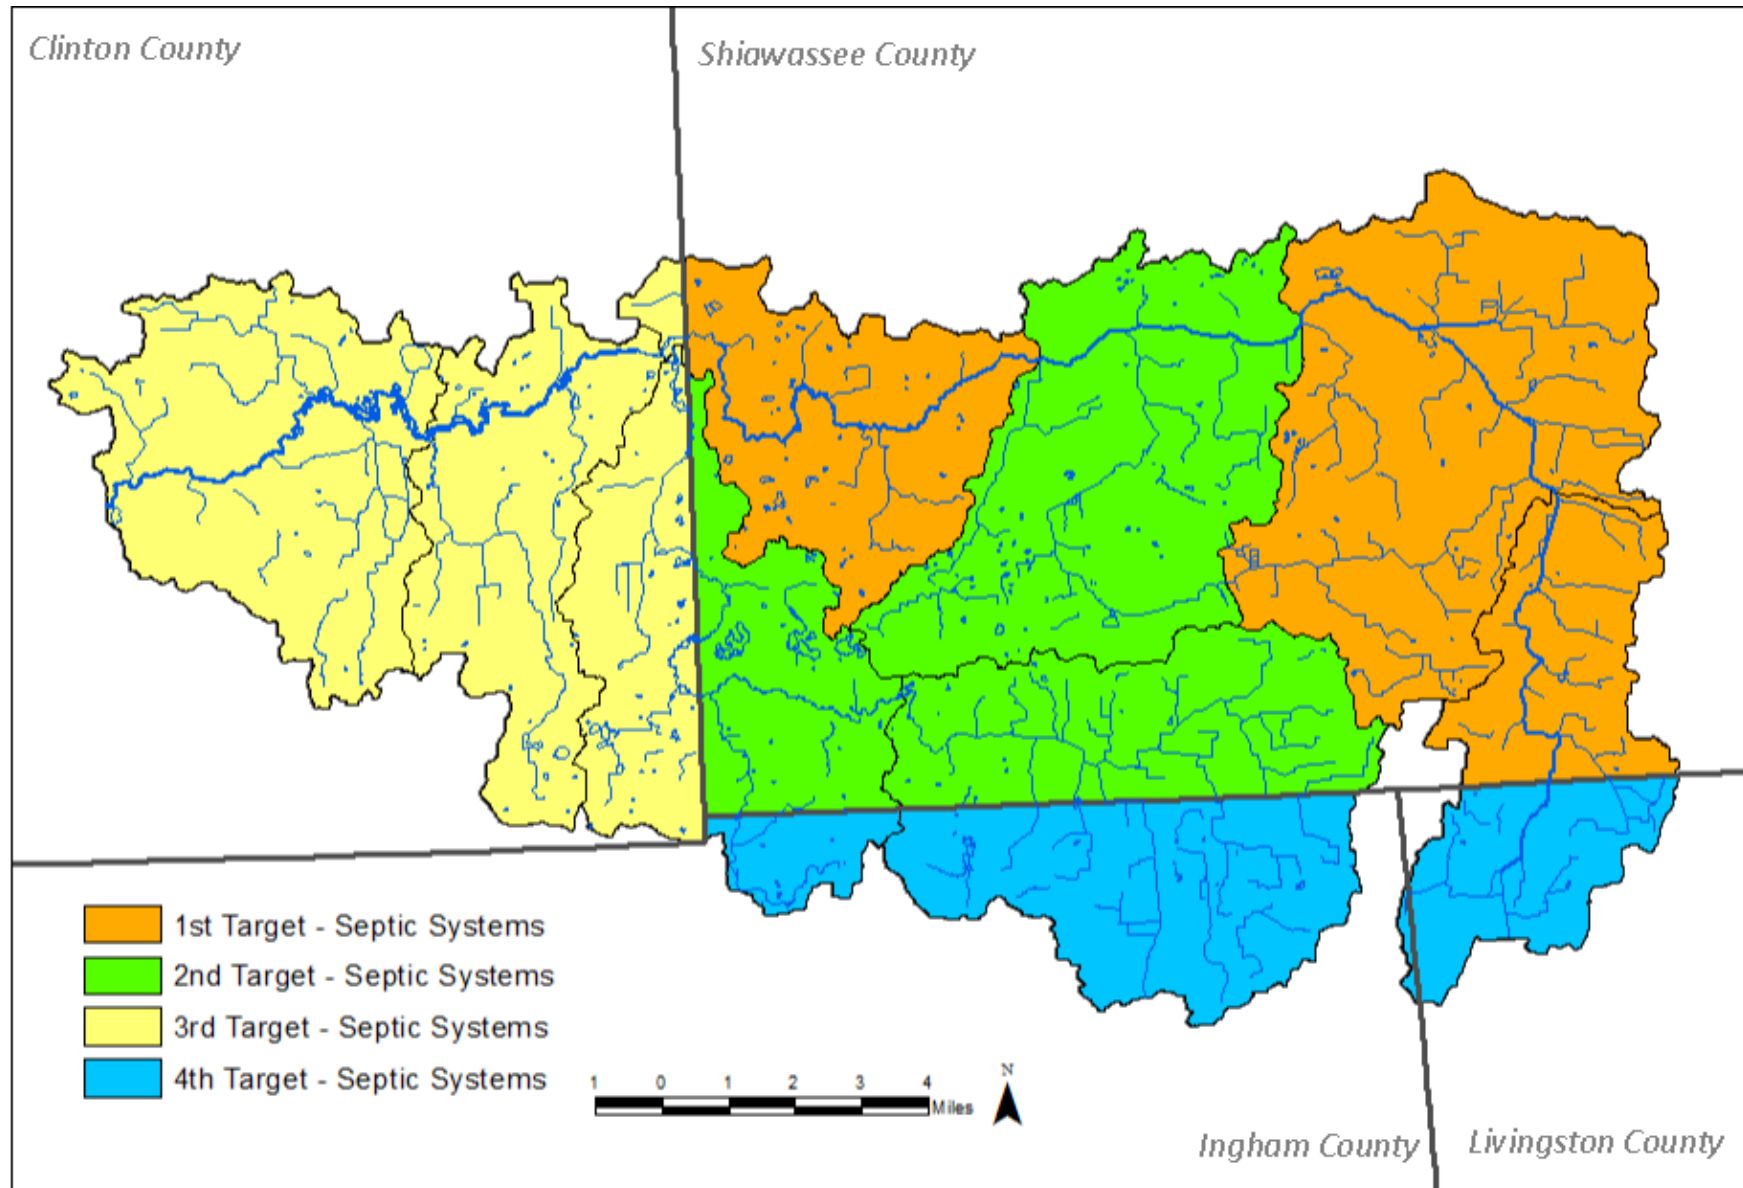 Clinton County
Shiawassee County
1st Target - Septic Systems
2nd Target - Septic Systems
3rd Target - Septic Systems
4th Target - Septic Systems
1 0 1 2 3 4
Miles
N
Ingham County
Livingston County